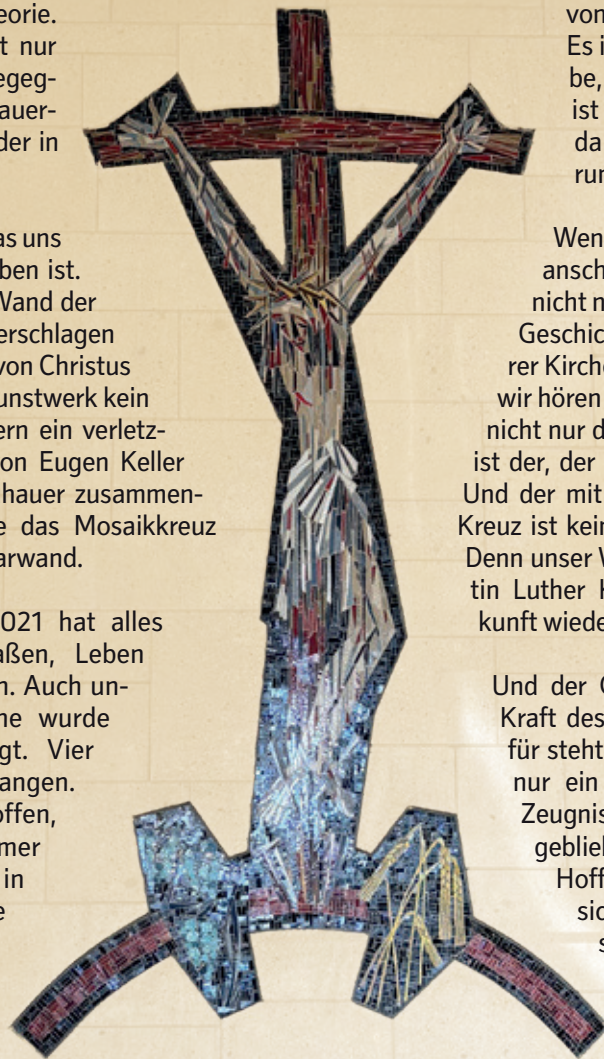 eorie.
t nur
egeg-
auer-
der in
as uns
ben ist.
Wand der
erschlagen
von Christus
unstwerk kein
ern ein verletz-
on Eugen Keller
hauer zusammen-
e das Mosaikkreuz
arwand.
021 hat alles
aßen, Leben
n. Auch un-
ne wurde
gt. Vier
angen.
offen,
mer
in
e
von
Es i
be,
ist
da
run
Wen
ansch
nicht n
Geschic
rer Kirche
wir hören
nicht nur d
ist der, der
Und der mit
Kreuz ist kein
Denn unser W
tin Luther K
kunft wiede
Und der
Kraft des
für steht
nur ein
Zeugnis
geblieb
Hoff
sic
s